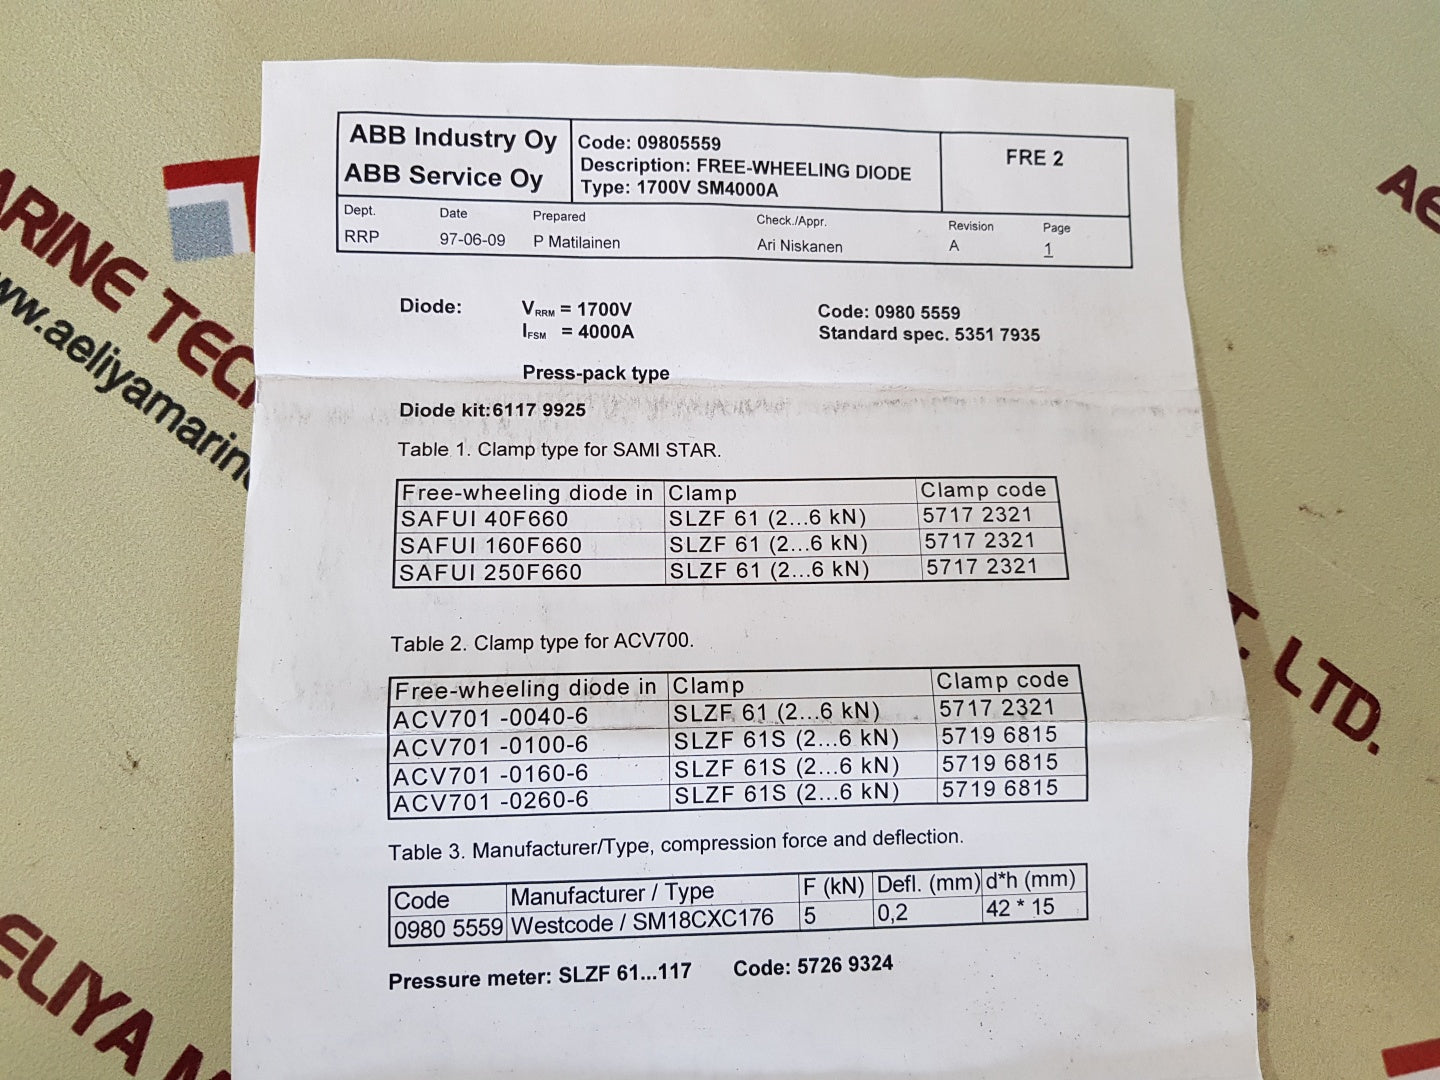 ABB Industry Oy
ABB Service Oy
Code: 09805559
Description: FREE-WHEELING DIODE
Type: 1700V SM4000A
FRE 2
Dept. Date Prepared Check./Appr. Revision Page
RRP 97-06-09 P Matilainen Ari Niskanen A 1
Diode: VRRM = 1700V Code: 0980 5559
IFSM = 4000A Standard spec. 5351 7935
Press-pack type
Diode kit:6117 9925
Table 1. Clamp type for SAMI STAR.
Free-wheeling diode in Clamp Clamp code
SAFUI 40F660 SLZF 61 (2...6 kN) 5717 2321
SAFUI 160F660 SLZF 61 (2...6 kN) 5717 2321
SAFUI 250F660 SLZF 61 (2...6 kN) 5717 2321
Table 2. Clamp type for ACV700.
Free-wheeling diode in Clamp Clamp code
ACV701 -0040-6 SLZF 61 (2...6 kN) 5717 2321
ACV701 -0100-6 SLZF 61S (2...6 kN) 5719 6815
ACV701 -0160-6 SLZF 61S (2...6 kN) 5719 6815
ACV701 -0260-6 SLZF 61S (2...6 kN) 5719 6815
Table 3. Manufacturer/Type, compression force and deflection.
Code Manufacturer / Type F (kN) Defl. (mm) d*h (mm)
0980 5559 Westcode / SM18CXC176 5 0,2 42 * 15
Pressure meter: SLZF 61...117 Code: 5726 9324
ARINE TEC
www.aeliyamarine
AE
T. LTD.
ELIYA M